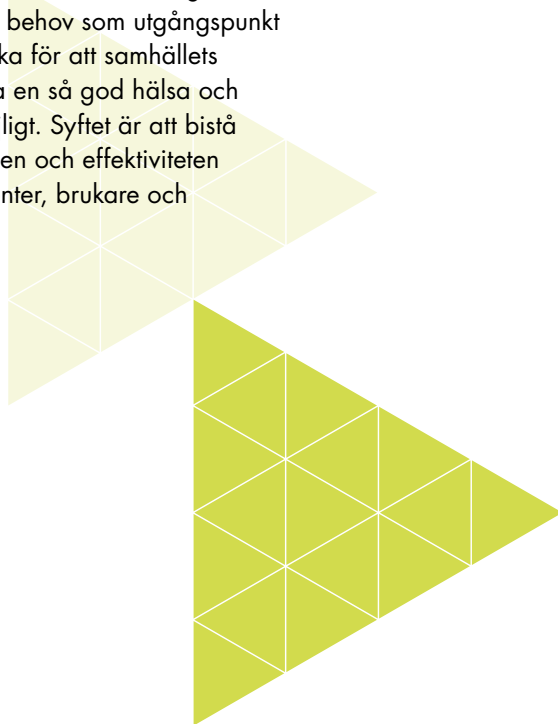 behov som utgångspunkt
ka för att samhällets
en så god hälsa och
ligt. Syftet är att bistå
en och effektiviteten
nter, brukare och